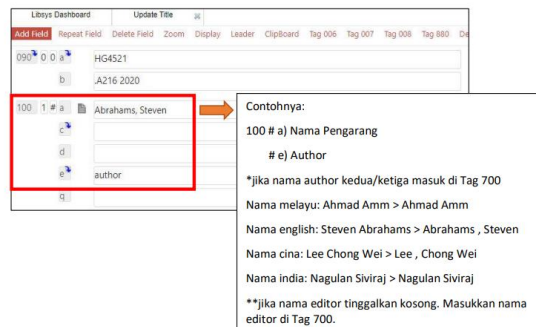 Libsys Dashboard Update Title
Add Field Repeat Field Delete Field Zoom Display Leader ClipBoard Tag 006 Tag 007 Tag 008 Tag 880
090 0 0 a HG4521
b .A216 2020
100 1 # a Abrahams, Steven
c
d
e author
q
Contohnya:
100 # a) Nama Pengarang
# e) Author
*jika nama author kedua/ketiga masuk di Tag 700
Nama melayu: Ahmad Amm > Ahmad Amm
Nama english: Steven Abrahams > Abrahams , Steven
Nama cina: Lee Chong Wei > Lee , Chong Wei
Nama india: Nagulan Siviraj > Nagulan Siviraj
**jika nama editor tinggalkan kosong. Masukkan nama
editor di Tag 700.